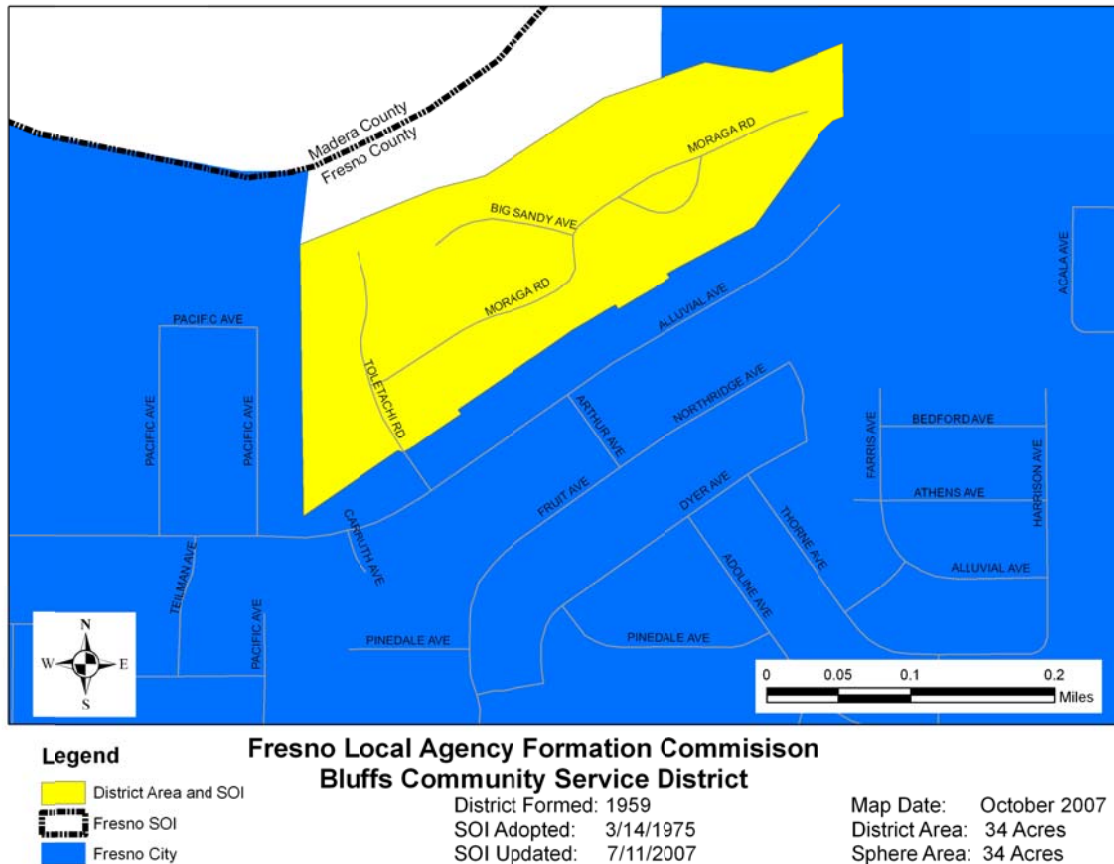 Madera County
Fresno County
MORAGA RD
BIG SANDY AVE
MORAGA RD
TOLETACHI RD
ALLUVIAL AVE
ACALA AVE
PACIFIC AVE
PACIFIC AVE
PACIFIC AVE
ARTHUR AVE
NORTHRIDGE AVE
FRUIT AVE
DYER AVE
FARRIS AVE
BEDFORD AVE
ATHENS AVE
HARRISON AVE
ALLUVIAL AVE
THORNE AVE
ADOLINE AVE
CARRUTH AVE
TEILMAN AVE
PACIFIC AVE
PINEDALE AVE
PINEDALE AVE
N
W E
S
0 0.05 0.1 0.2
Miles
Legend
District Area and SOI
Fresno SOI
Fresno City
Fresno Local Agency Formation Commisison
Bluffs Community Service District
District Formed: 1959
SOI Adopted: 3/14/1975
SOI Updated: 7/11/2007
Map Date: October 2007
District Area: 34 Acres
Sphere Area: 34 Acres